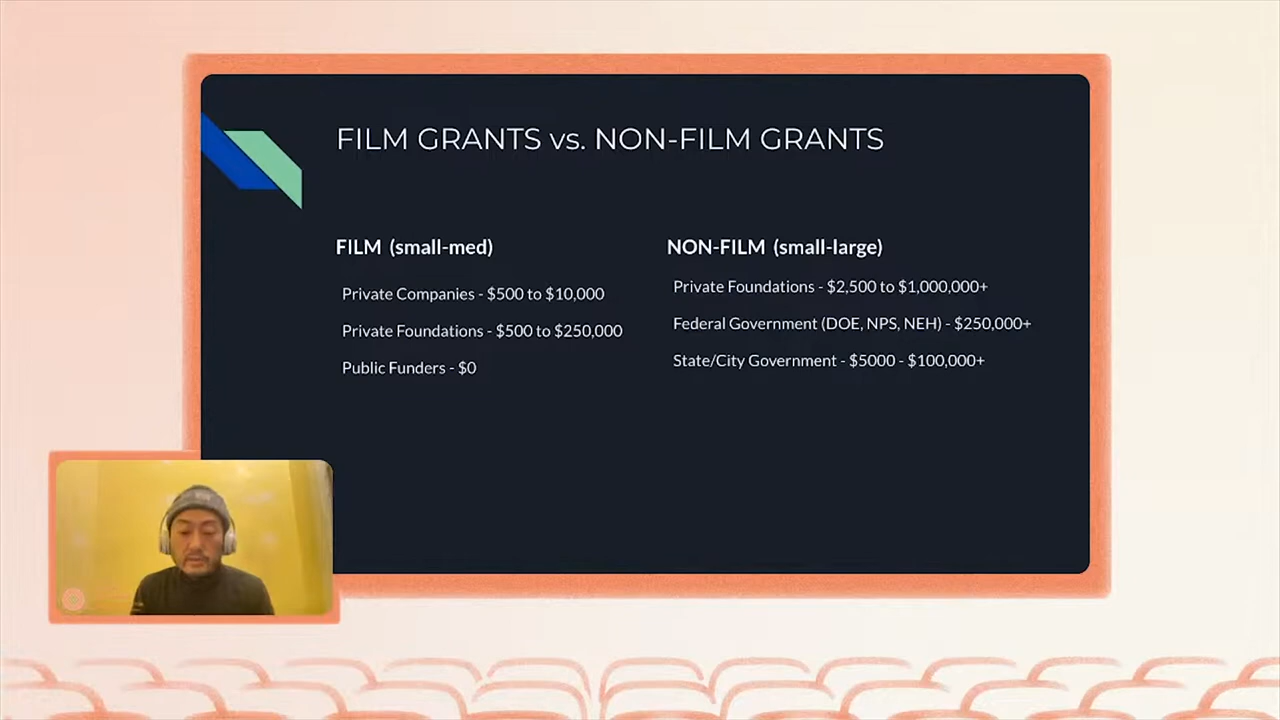 FILM GRANTS vs. NON-FILM GRANTS
FILM (small-med)
Private Companies - $500 to $10,000
Private Foundations - $500 to $250,000
Public Funders - $0
NON-FILM (small-large)
Private Foundations - $2,500 to $1,000,000+
Federal Government (DOE, NPS, NEH) - $250,000+
State/City Government - $5000 - $100,000+